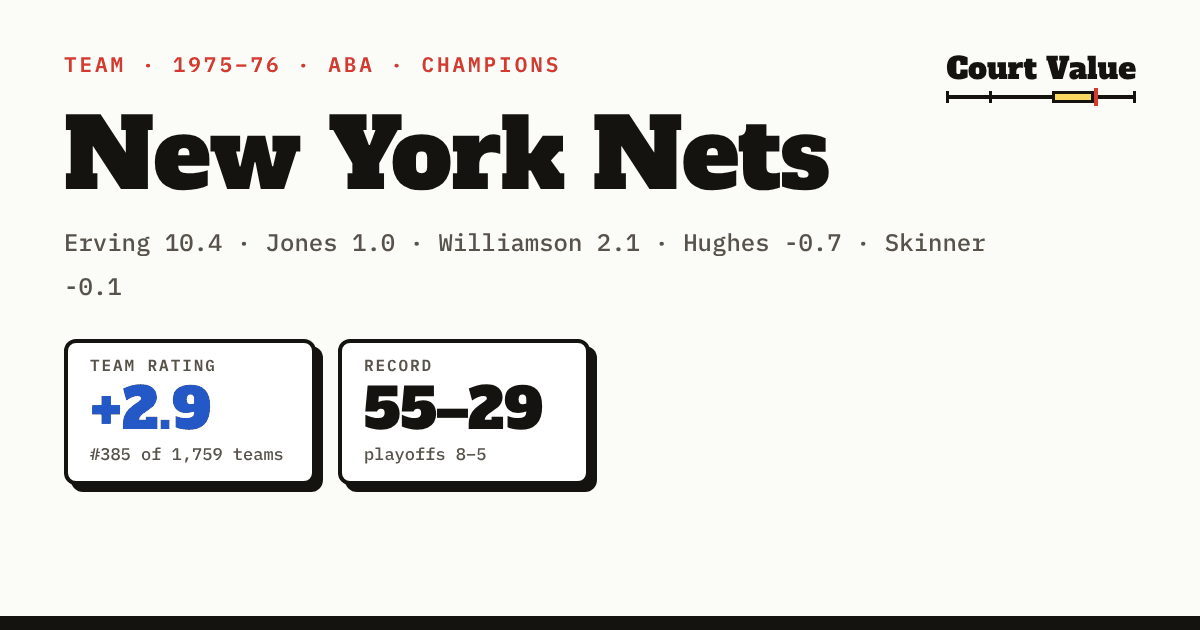 TEAM · 1975–76 · ABA · CHAMPIONS
Court Value
New York Nets
Erving 10.4 · Jones 1.0 · Williamson 2.1 · Hughes -0.7 · Skinner
-0.1
TEAM RATING
+2.9
#385 of 1,759 teams
RECORD
55–29
playoffs 8–5